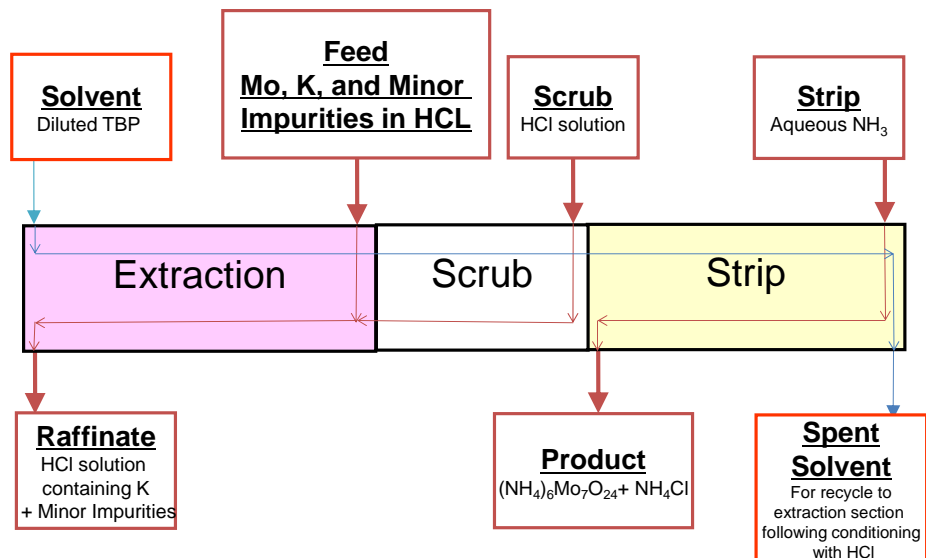 Solvent
Diluted TBP
Feed
Mo, K, and Minor
Impurities in HCL
Scrub
HCl solution
Strip
Aqueous NH₃
Extraction
Scrub
Strip
Raffinate
HCl solution
containing K
+ Minor Impurities
Product
(NH₄)₆Mo₇O₂₄+ NH₄Cl
Spent
Solvent
For recycle to
extraction section
following conditioning
with HCl